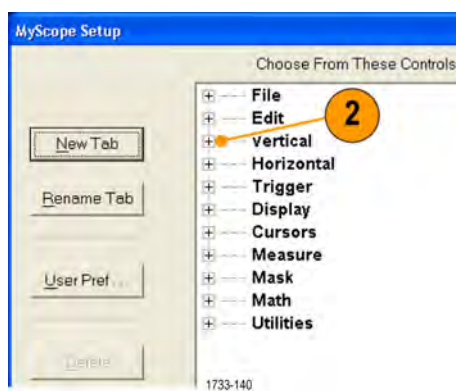 MyScope Setup
Choose From These Controls
File
Edit
2
Vertical
New Tab
Horizontal
Trigger
Rename Tab
Display
Cursors
Measure
User Pref...
Mask
Math
Utilities
Delete
1733-140